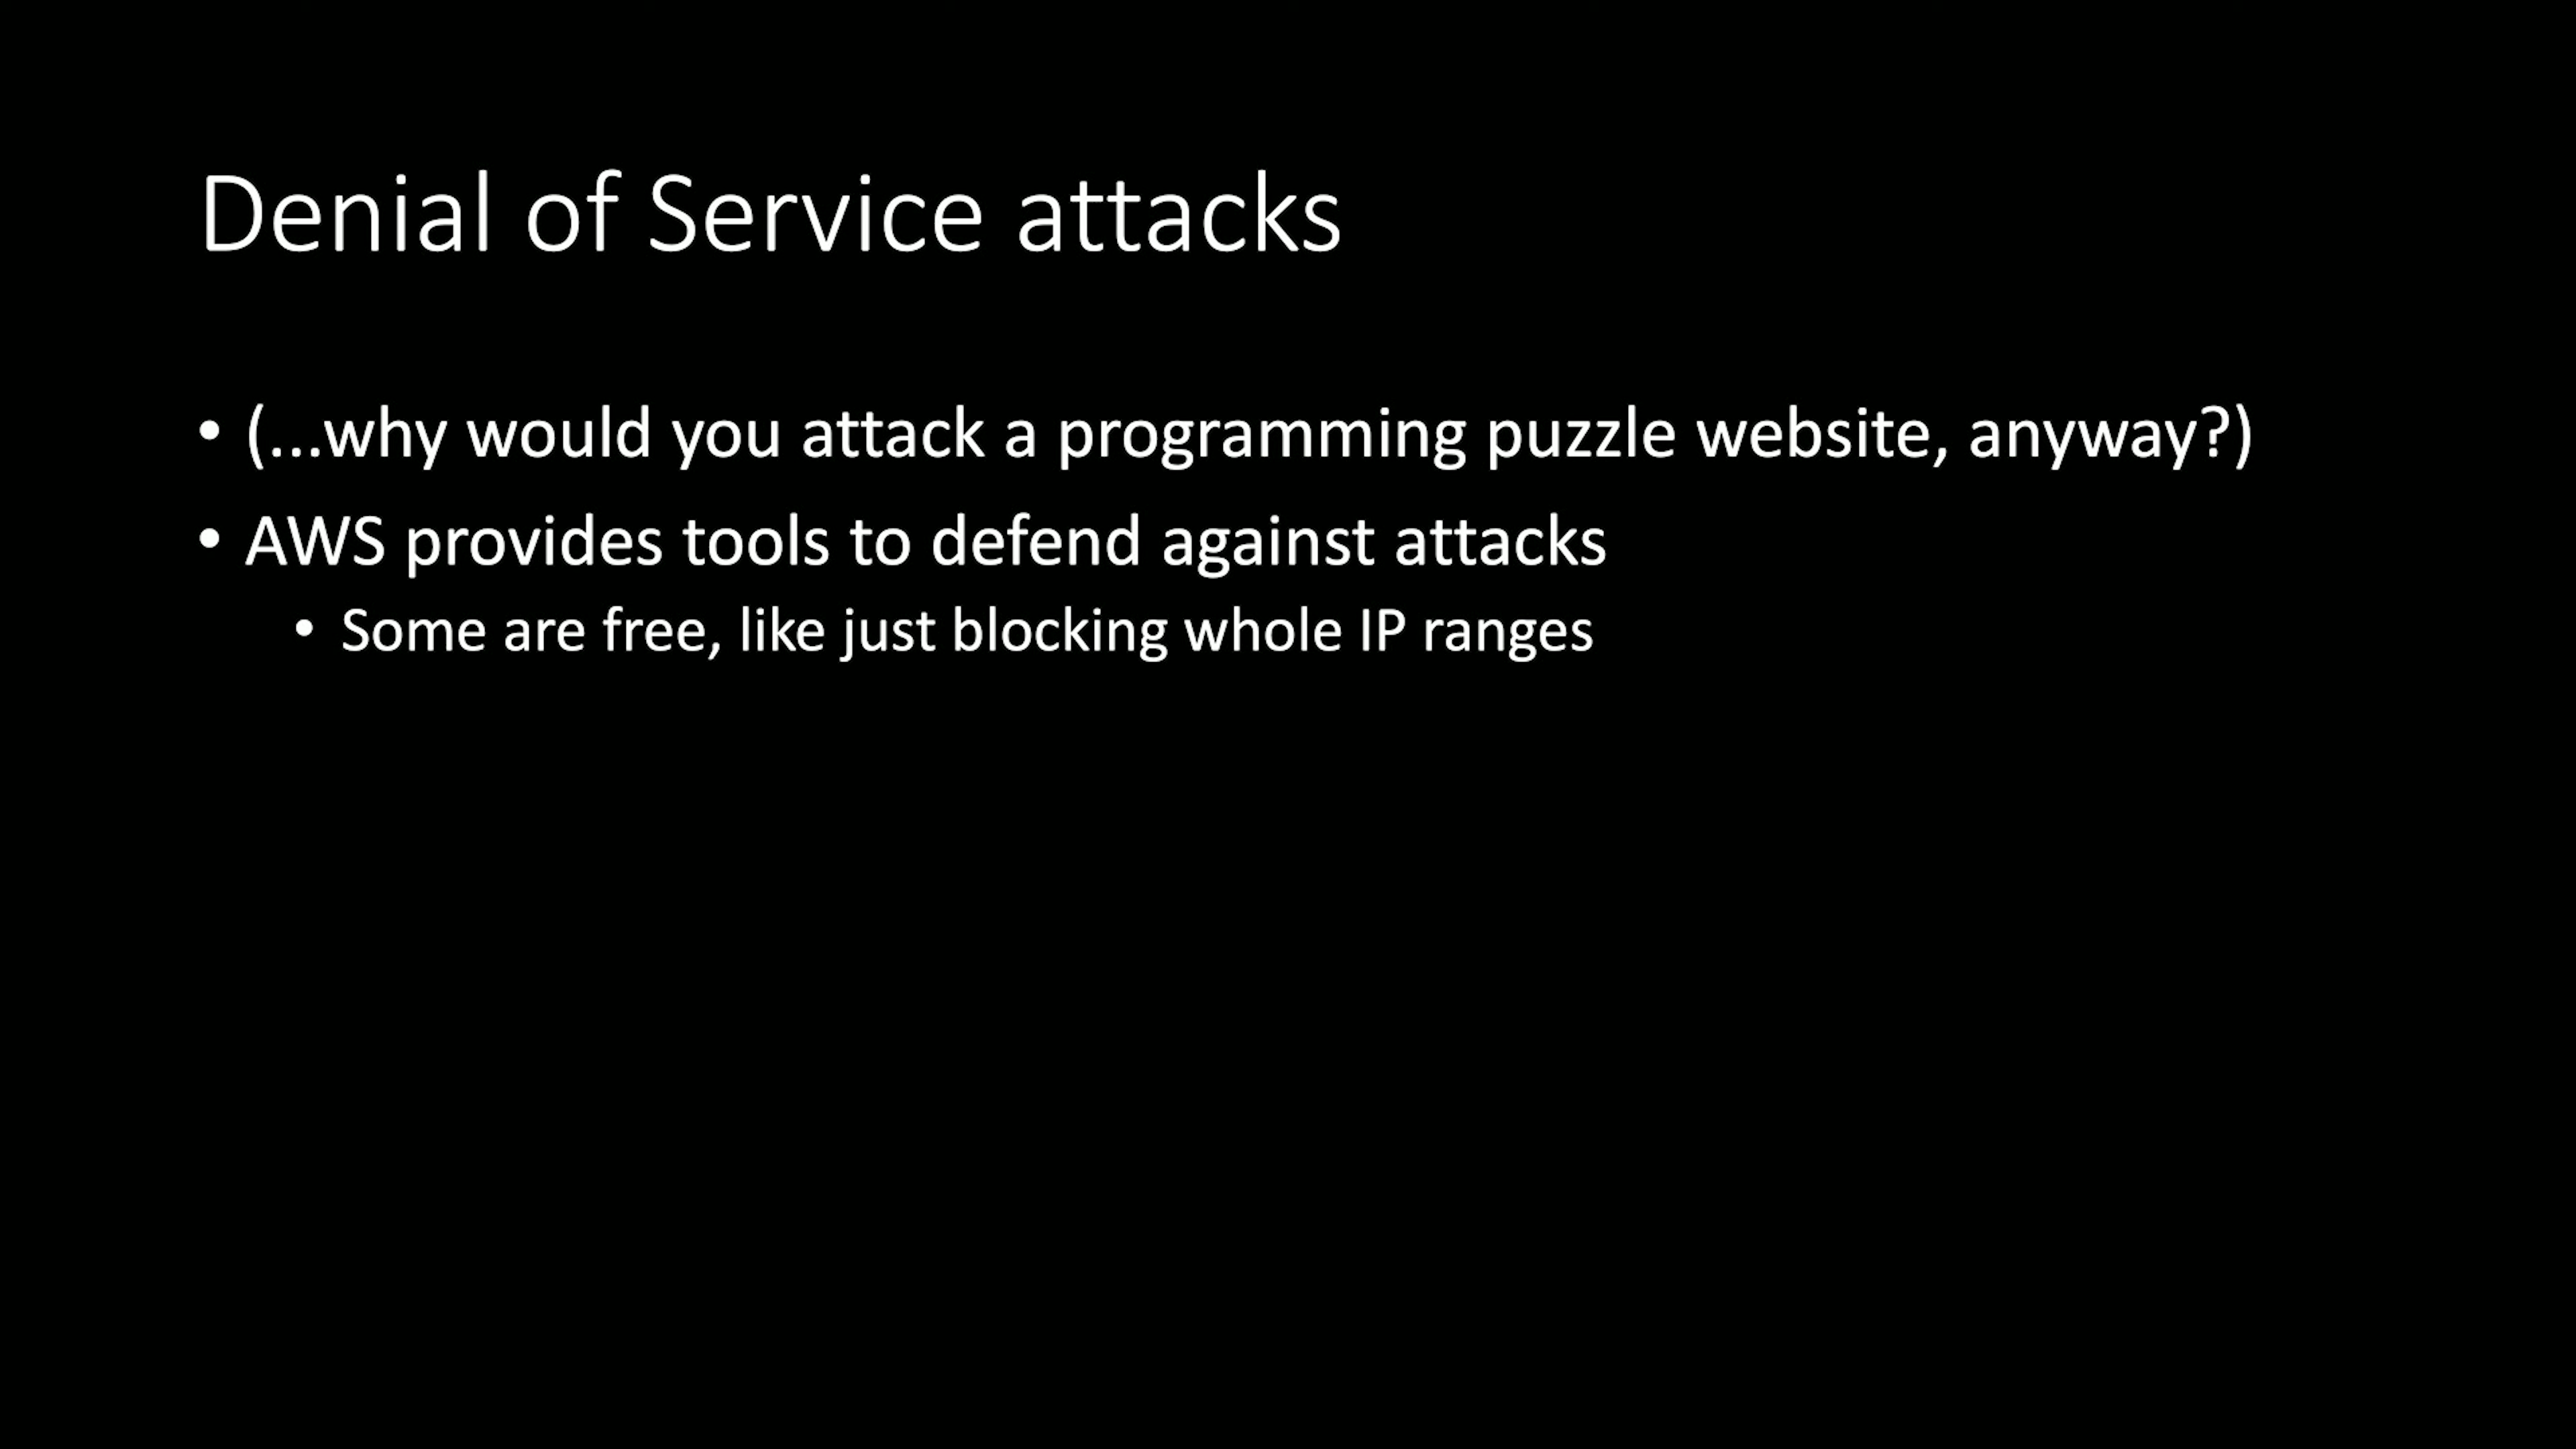 Denial of Service attacks
• (...why would you attack a programming puzzle website, anyway?)
• AWS provides tools to defend against attacks
• Some are free, like just blocking whole IP ranges